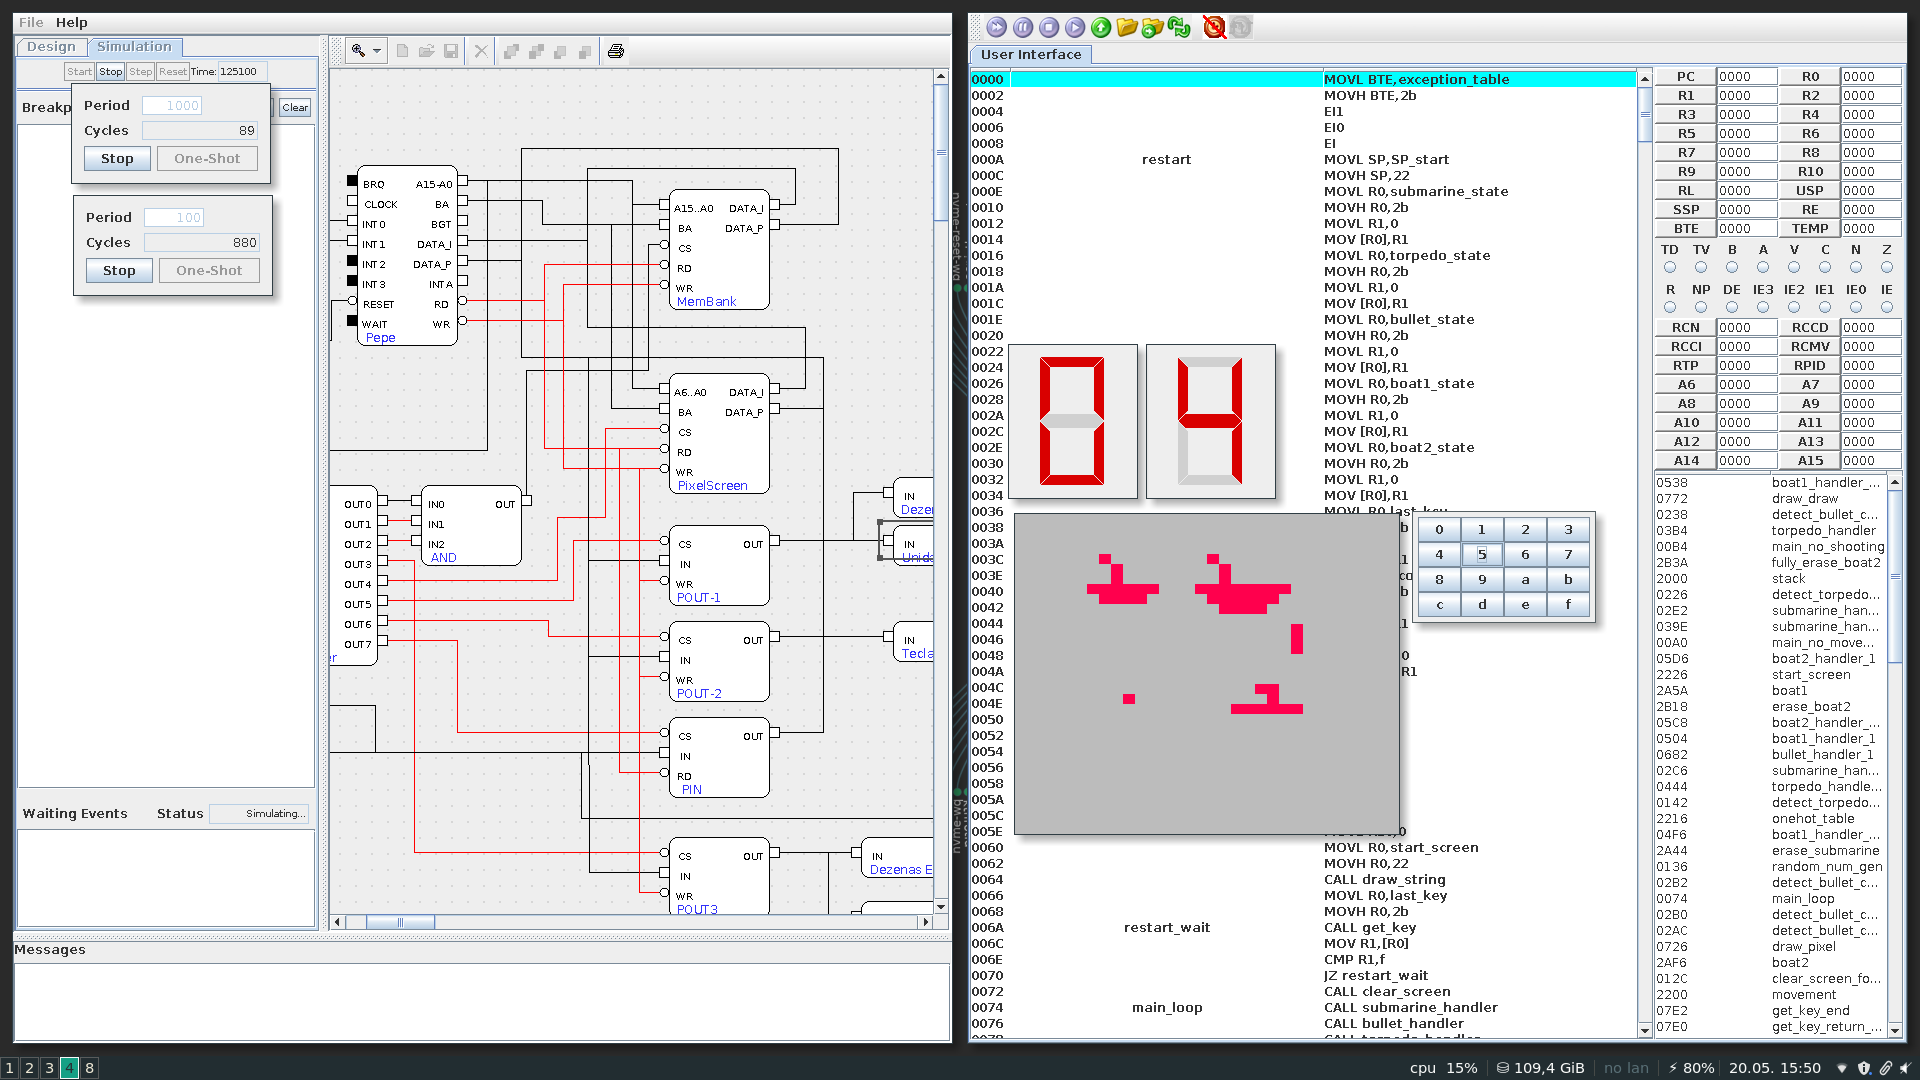 File Help
Design Simulation
Start Stop Step Reset Time: 125100
Breakp Clear
Period 1000
Cycles 89
Stop One-Shot
Period 100
Cycles 880
Stop One-Shot
Waiting Events Status Simulating...
Messages
BRQ A15-A0
CLOCK BA
INT0 BGT
INT1 DATA_I
INT2 DATA_P
INT3 INTA
RESET RD
WAIT WR
Pepe
A15..A0 DATA_I
BA DATA_P
CS
RD
WR
MemBank
A6..A0 DATA_I
BA DATA_P
CS
RD
WR
PixelScreen
OUT0
OUT1
OUT2
OUT3
OUT4
OUT5
OUT6
OUT7
er
IN0 OUT
IN1
IN2
AND
CS OUT
IN
WR
POUT-1
CS OUT
IN
WR
POUT-2
CS OUT
IN
RD
PIN
CS OUT
IN
WR
POUT3
IN
Dezer
IN
Unida
IN
Tecla
IN
Dezenas E
nvme-reset-wq
nvme-wq
User Interface
0000 MOVL BTE,exception_table
0002 MOVH BTE,2b
0004 EI1
0006 EI0
0008 EI
000A restart MOVL SP,SP_start
000C MOVH SP,22
000E MOVL R0,submarine_state
0010 MOVH R0,2b
0012 MOVL R1,0
0014 MOV [R0],R1
0016 MOVL R0,torpedo_state
0018 MOVH R0,2b
001A MOVL R1,0
001C MOV [R0],R1
001E MOVL R0,bullet_state
0020 MOVH R0,2b
0022 MOVL R1,0
0024 MOV [R0],R1
0026 MOVL R0,boat1_state
0028 MOVH R0,2b
002A MOVL R1,0
002C MOV [R0],R1
002E MOVL R0,boat2_state
0030 MOVH R0,2b
0032 MOVL R1,0
0034 MOV [R0],R1
0036 MOVL R0,last_key
0038 b
003A
003C 1
003E
0040 b
0042
0044 1
0046
0048 0
004A R1
004C
004E
0050
0052
0054
0056
0058
005A
005C
005E 0
0060 MOVL R0,start_screen
0062 MOVH R0,22
0064 CALL draw_string
0066 MOVL R0,last_key
0068 MOVH R0,2b
006A restart_wait CALL get_key
006C MOV R1,[R0]
006E CMP R1,f
0070 JZ restart_wait
0072 CALL clear_screen
0074 main_loop CALL submarine_handler
0076 CALL bullet_handler
04
0 1 2 3
4 5 6 7
8 9 a b
c d e f
PC 0000 R0 0000
R1 0000 R2 0000
R3 0000 R4 0000
R5 0000 R6 0000
R7 0000 R8 0000
R9 0000 R10 0000
RL 0000 USP 0000
SSP 0000 RE 0000
BTE 0000 TEMP 0000
TD TV B A V C N Z
R NP DE IE3 IE2 IE1 IE0 IE
RCN 0000 RCCD 0000
RCCI 0000 RCMV 0000
RTP 0000 RPID 0000
A6 0000 A7 0000
A8 0000 A9 0000
A10 0000 A11 0000
A12 0000 A13 0000
A14 0000 A15 0000
0538 boat1_handler_...
0772 draw_draw
0238 detect_bullet_c...
03B4 torpedo_handler
00B4 main_no_shooting
2B3A fully_erase_boat2
2000 stack
0226 detect_torpedo...
02E2 submarine_han...
039E submarine_han...
00A0 main_no_move...
05D6 boat2_handler_1
2226 start_screen
2A5A boat1
2B18 erase_boat2
05C8 boat2_handler_...
0504 boat1_handler_1
0682 bullet_handler_1
02C6 submarine_han...
0444 torpedo_handle...
0142 detect_torpedo...
2216 onehot_table
04F6 boat1_handler_...
2A44 erase_submarine
0136 random_num_gen
02B2 detect_bullet_c...
0074 main_loop
02B0 detect_bullet_c...
02AC detect_bullet_c...
0726 draw_pixel
2AF6 boat2
012C clear_screen_fo...
2200 movement
07E2 get_key_end
07E0 get_key_return_...
1 2 3 4 8
cpu 15% 109,4 GiB no lan 80% 20.05. 15:50